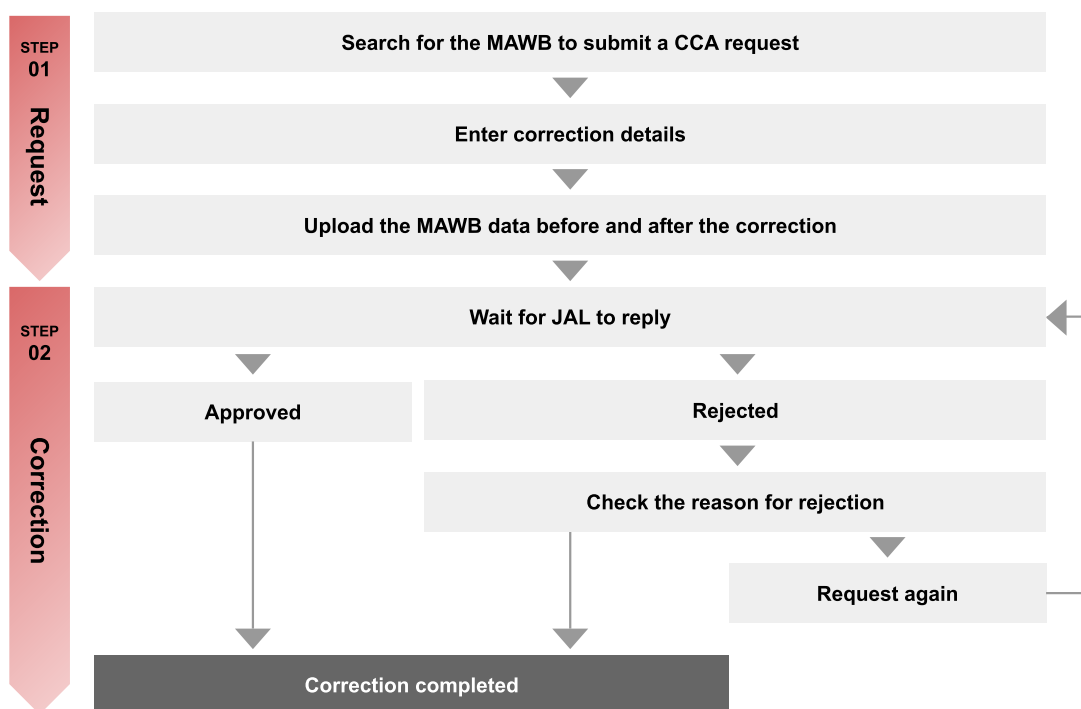 STEP
01
Request
Search for the MAWB to submit a CCA request
Enter correction details
Upload the MAWB data before and after the correction
STEP
02
Correction
Wait for JAL to reply
Approved
Rejected
Check the reason for rejection
Request again
Correction completed